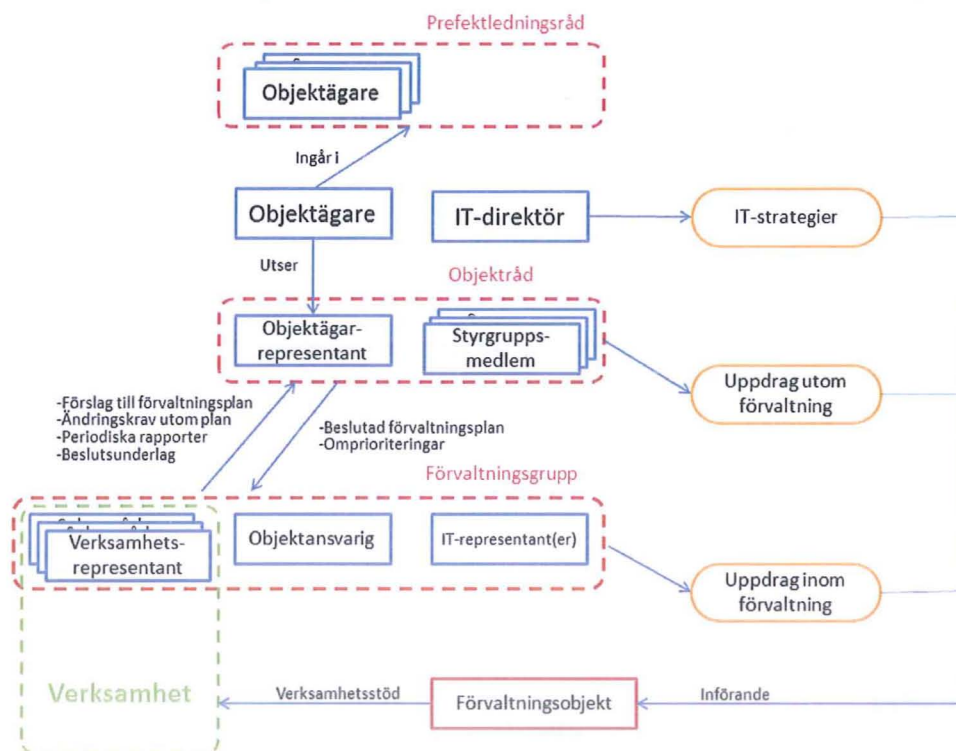 Prefektledningsråd
Objektägare
Ingår i
Objektägare
IT-direktör
IT-strategier
Utser
Objektråd
Objektägar-
representant
Styrgrupps-
medlem
Uppdrag utom
förvaltning
-Förslag till förvaltningsplan
-Ändringskrav utom plan
-Periodiska rapporter
-Beslutsunderlag
-Beslutad förvaltningsplan
-Omprioriteringar
Förvaltningsgrupp
Verksamhets-
representant
Objektansvarig
IT-representant(er)
Uppdrag inom
förvaltning
Verksamhet
Verksamhetsstöd
Förvaltningsobjekt
Införande